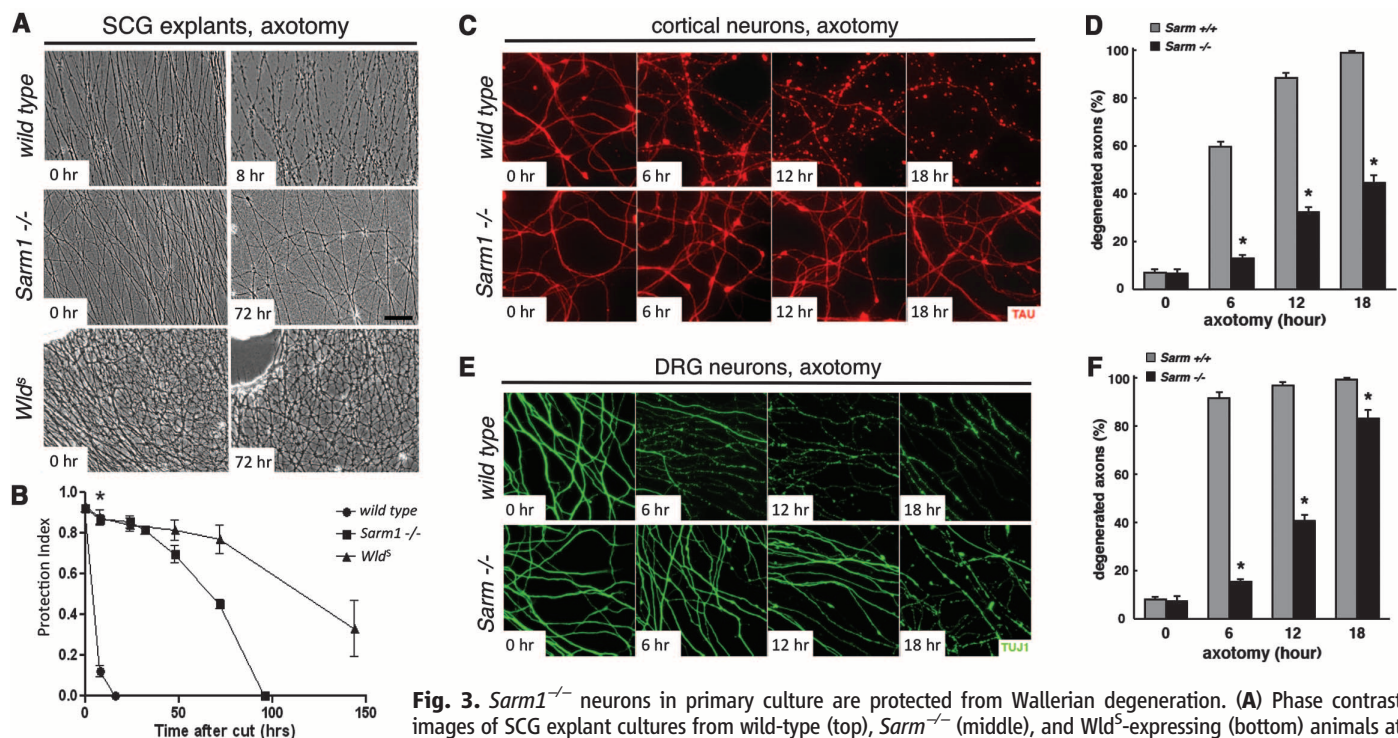 A
SCG explants, axotomy
wild type
0 hr
8 hr
Sarm1 -/-
0 hr
72 hr
Wldˢ
0 hr
72 hr
B
Protection Index
1.0
0.8
0.6
0.4
0.2
0.0
*
wild type
Sarm1 -/-
Wldˢ
0
50
100
150
Time after cut (hrs)
C
cortical neurons, axotomy
wild type
0 hr
6 hr
12 hr
18 hr
Sarm1 -/-
0 hr
6 hr
12 hr
18 hr
TAU
D
Sarm +/+
Sarm -/-
degenerated axons (%)
100
80
60
40
20
0
*
*
*
0
6
12
18
axotomy (hour)
E
DRG neurons, axotomy
wild type
0 hr
6 hr
12 hr
18 hr
Sarm -/-
0 hr
6 hr
12 hr
18 hr
TUJ1
F
Sarm +/+
Sarm -/-
degenerated axons (%)
100
80
60
40
20
0
*
*
*
0
6
12
18
axotomy (hour)
Fig. 3. Sarm1⁻/⁻ neurons in primary culture are protected from Wallerian degeneration. (A) Phase contrast
images of SCG explant cultures from wild-type (top), Sarm⁻/⁻ (middle), and Wldˢ-expressing (bottom) animals af